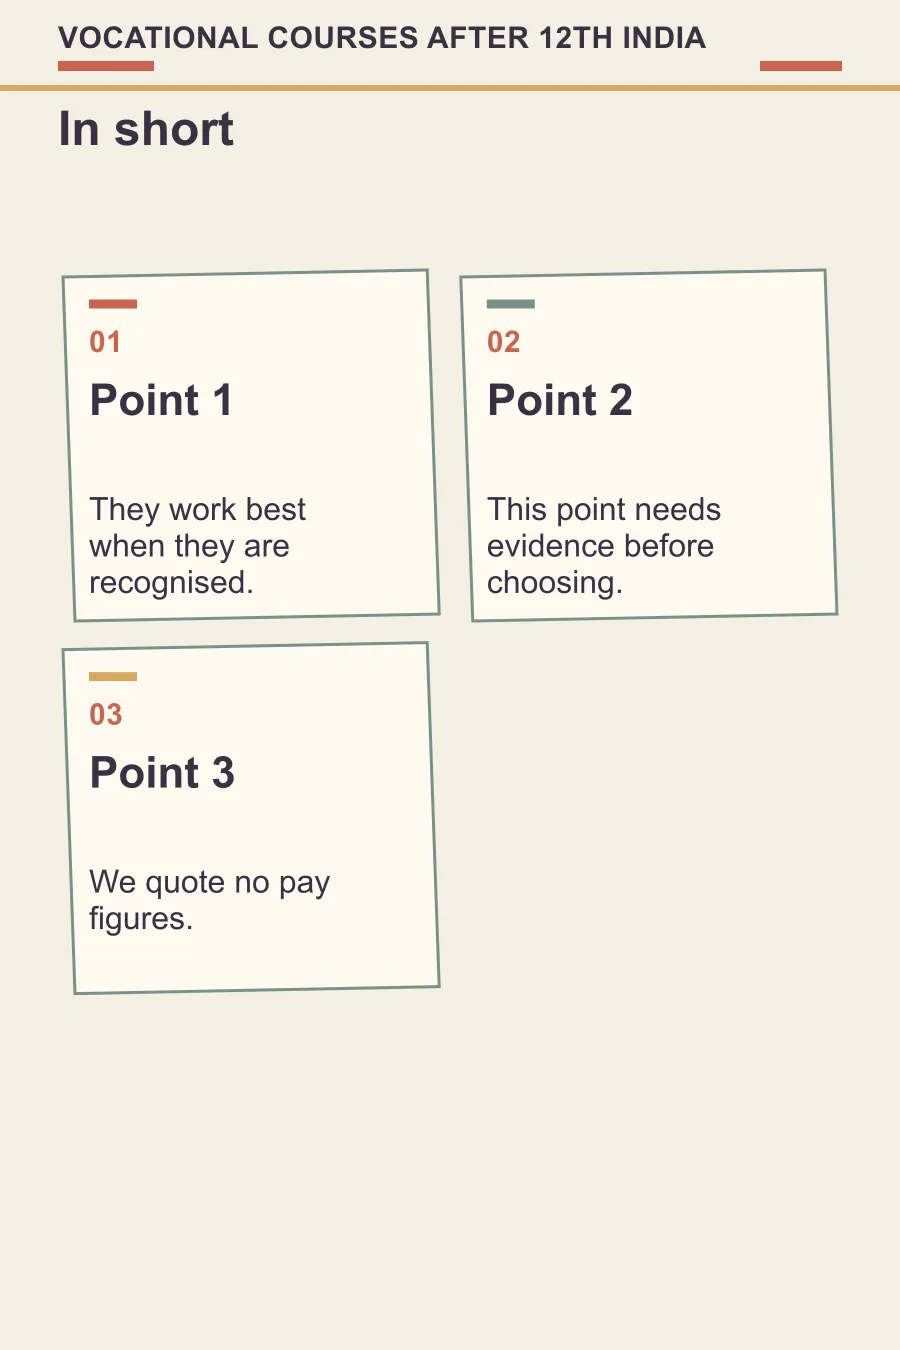 VOCATIONAL COURSES AFTER 12TH INDIA
In short
01
Point 1
They work best
when they are
recognised.
02
Point 2
This point needs
evidence before
choosing.
03
Point 3
We quote no pay
figures.